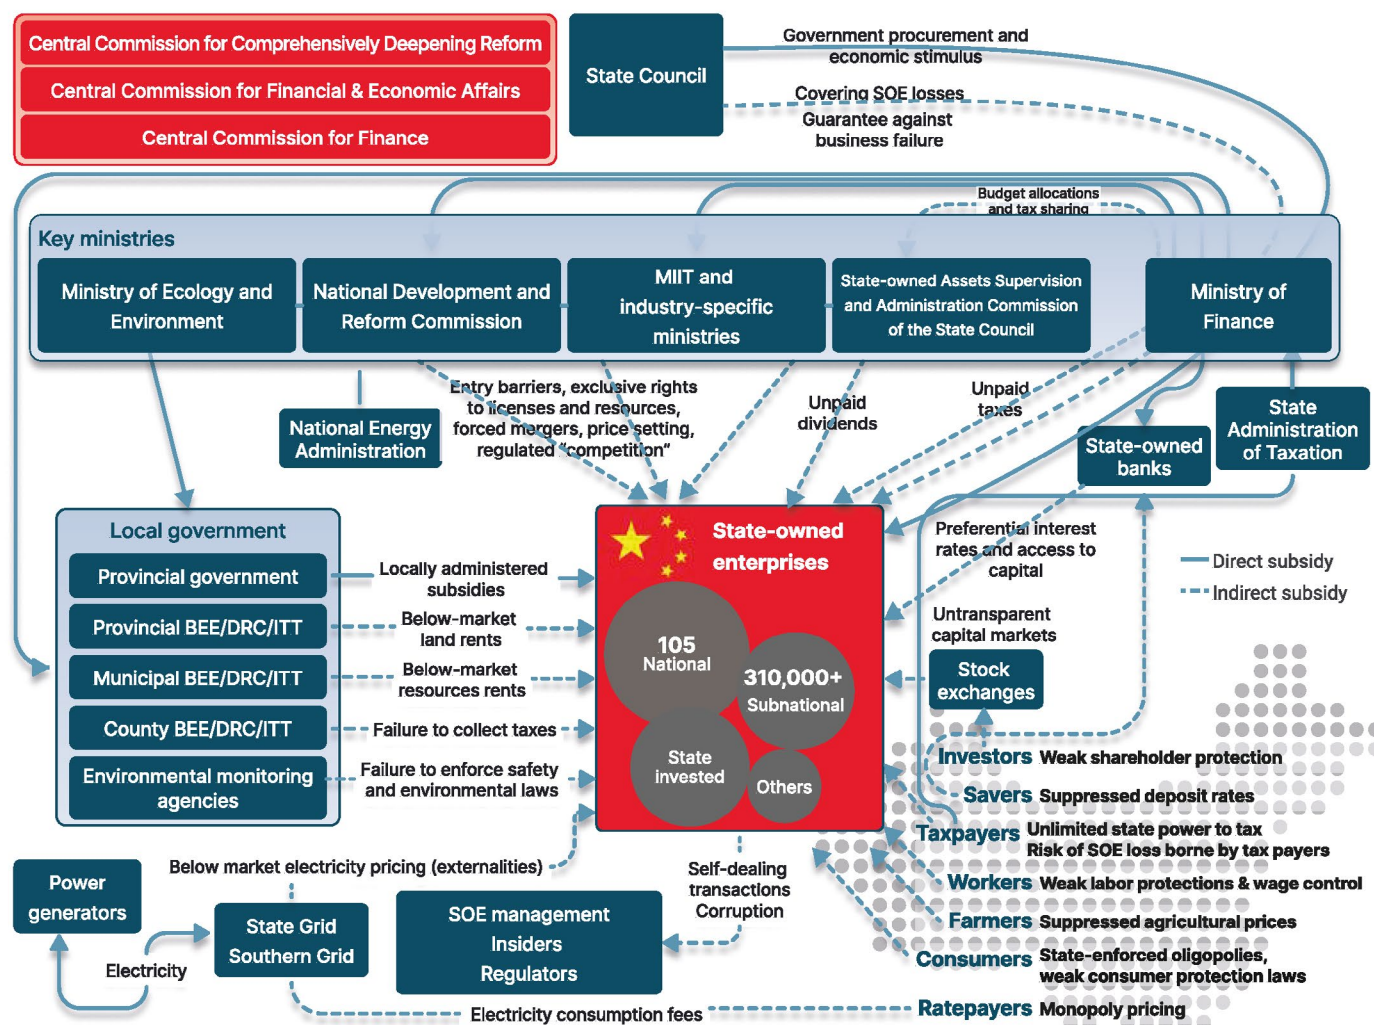 Central Commission for Comprehensively Deepening Reform
Central Commission for Financial & Economic Affairs
Central Commission for Finance
State Council
Government procurement and
economic stimulus
Covering SOE losses
Guarantee against
business failure
Budget allocations
and tax sharing
Key ministries
Ministry of Ecology and
Environment
National Development and
Reform Commission
MIIT and
industry-specific
ministries
State-owned Assets Supervision
and Administration Commission
of the State Council
Ministry of
Finance
National Energy
Administration
Entry barriers, exclusive rights
to licenses and resources,
forced mergers, price setting,
regulated “competition“
Unpaid
dividends
Unpaid
taxes
State-owned
banks
State
Administration
of Taxation
Local government
Provincial government
Provincial BEE/DRC/ITT
Municipal BEE/DRC/ITT
County BEE/DRC/ITT
Environmental monitoring
agencies
Locally administered
subsidies
Below-market
land rents
Below-market
resources rents
Failure to collect taxes
Failure to enforce safety
and environmental laws
State-owned
enterprises
105
National
310,000+
Subnational
State
invested
Others
Preferential interest
rates and access to
capital
Direct subsidy
Indirect subsidy
Untransparent
capital markets
Stock
exchanges
Investors Weak shareholder protection
Savers Suppressed deposit rates
Taxpayers Unlimited state power to tax
Risk of SOE loss borne by tax payers
Workers Weak labor protections & wage control
Farmers Suppressed agricultural prices
Consumers State-enforced oligopolies,
weak consumer protection laws
Ratepayers Monopoly pricing
Below market electricity pricing (externalities)
Power
generators
Electricity
State Grid
Southern Grid
SOE management
Insiders
Regulators
Self-dealing
transactions
Corruption
Electricity consumption fees